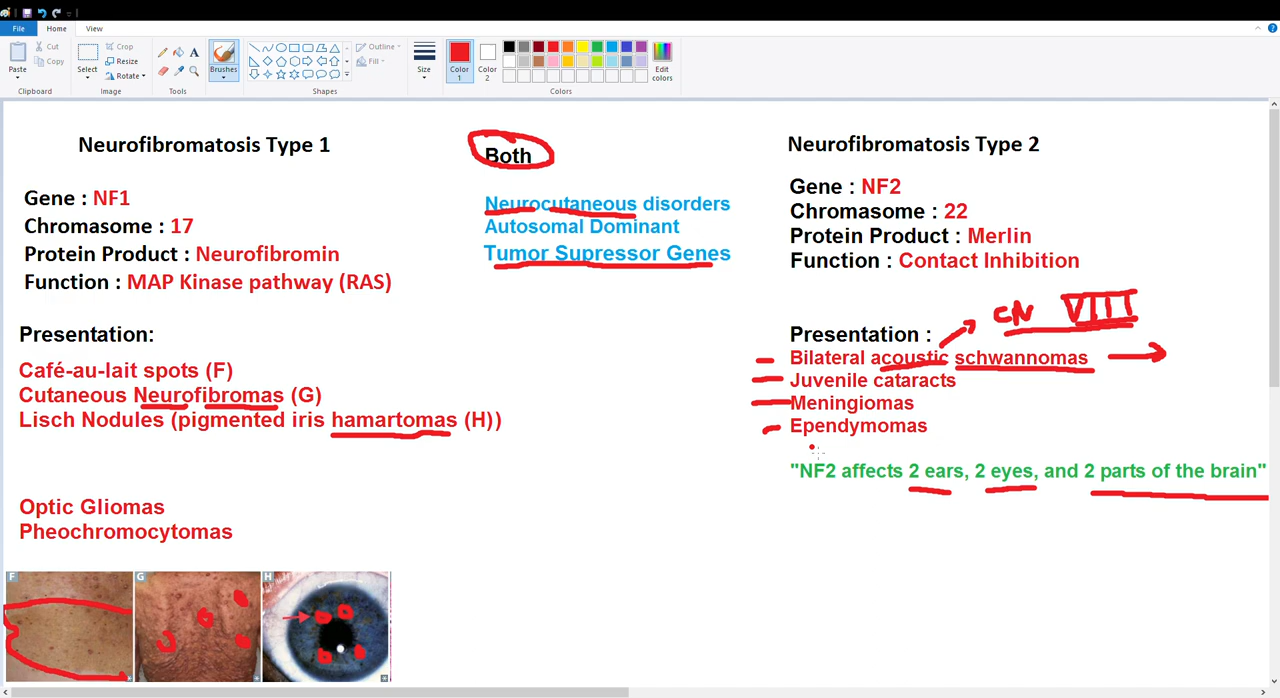 File Home View
Paste
Cut
Copy
Clipboard
Select
Crop
Resize
Rotate
Image
A
Tools
Brushes
Shapes
Outline
Fill
Size
Color 1
Color 2
Edit colors
Colors
Neurofibromatosis Type 1
Gene : NF1
Chromasome : 17
Protein Product : Neurofibromin
Function : MAP Kinase pathway (RAS)
Presentation:
Café-au-lait spots (F)
Cutaneous Neurofibromas (G)
Lisch Nodules (pigmented iris hamartomas (H))
Optic Gliomas
Pheochromocytomas
F
G
H
Both
Neurocutaneous disorders
Autosomal Dominant
Tumor Supressor Genes
Neurofibromatosis Type 2
Gene : NF2
Chromasome : 22
Protein Product : Merlin
Function : Contact Inhibition
CN VIII
Presentation :
Bilateral acoustic schwannomas
Juvenile cataracts
Meningiomas
Ependymomas
"NF2 affects 2 ears, 2 eyes, and 2 parts of the brain"